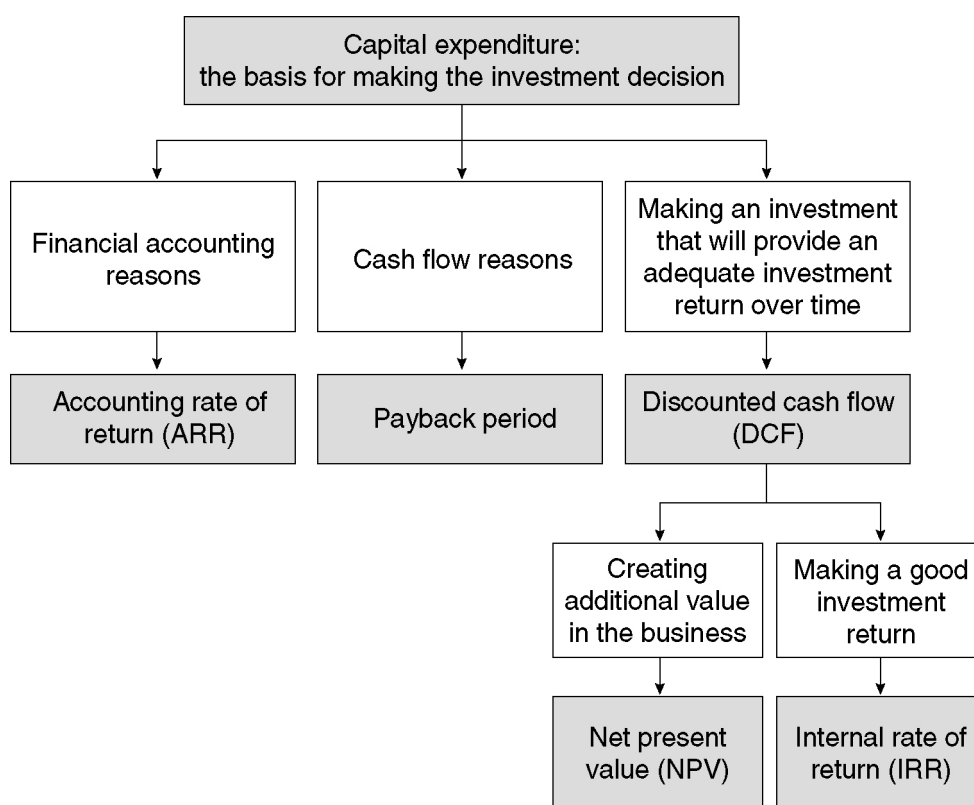 Capital expenditure:
the basis for making the investment decision
Financial accounting
reasons
Cash flow reasons
Making an investment
that will provide an
adequate investment
return over time
Accounting rate of
return (ARR)
Payback period
Discounted cash flow
(DCF)
Creating
additional value
in the business
Making a good
investment
return
Net present
value (NPV)
Internal rate of
return (IRR)